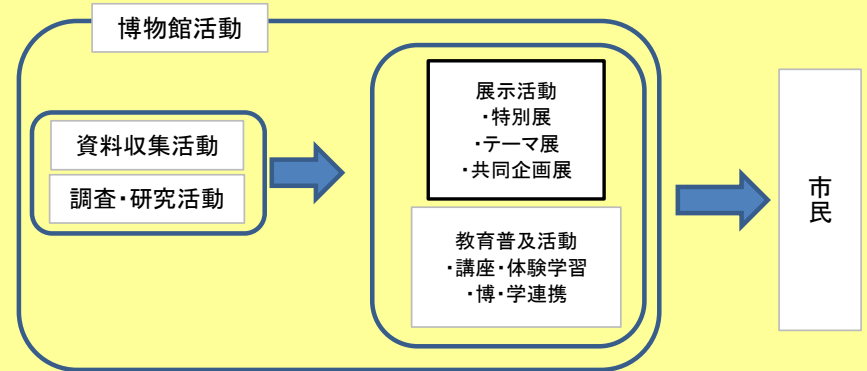 博物館活動
資料収集活動
調査・研究活動
展示活動
・特別展
・テーマ展
・共同企画展
教育普及活動
・講座・体験学習
・博・学連携
市民